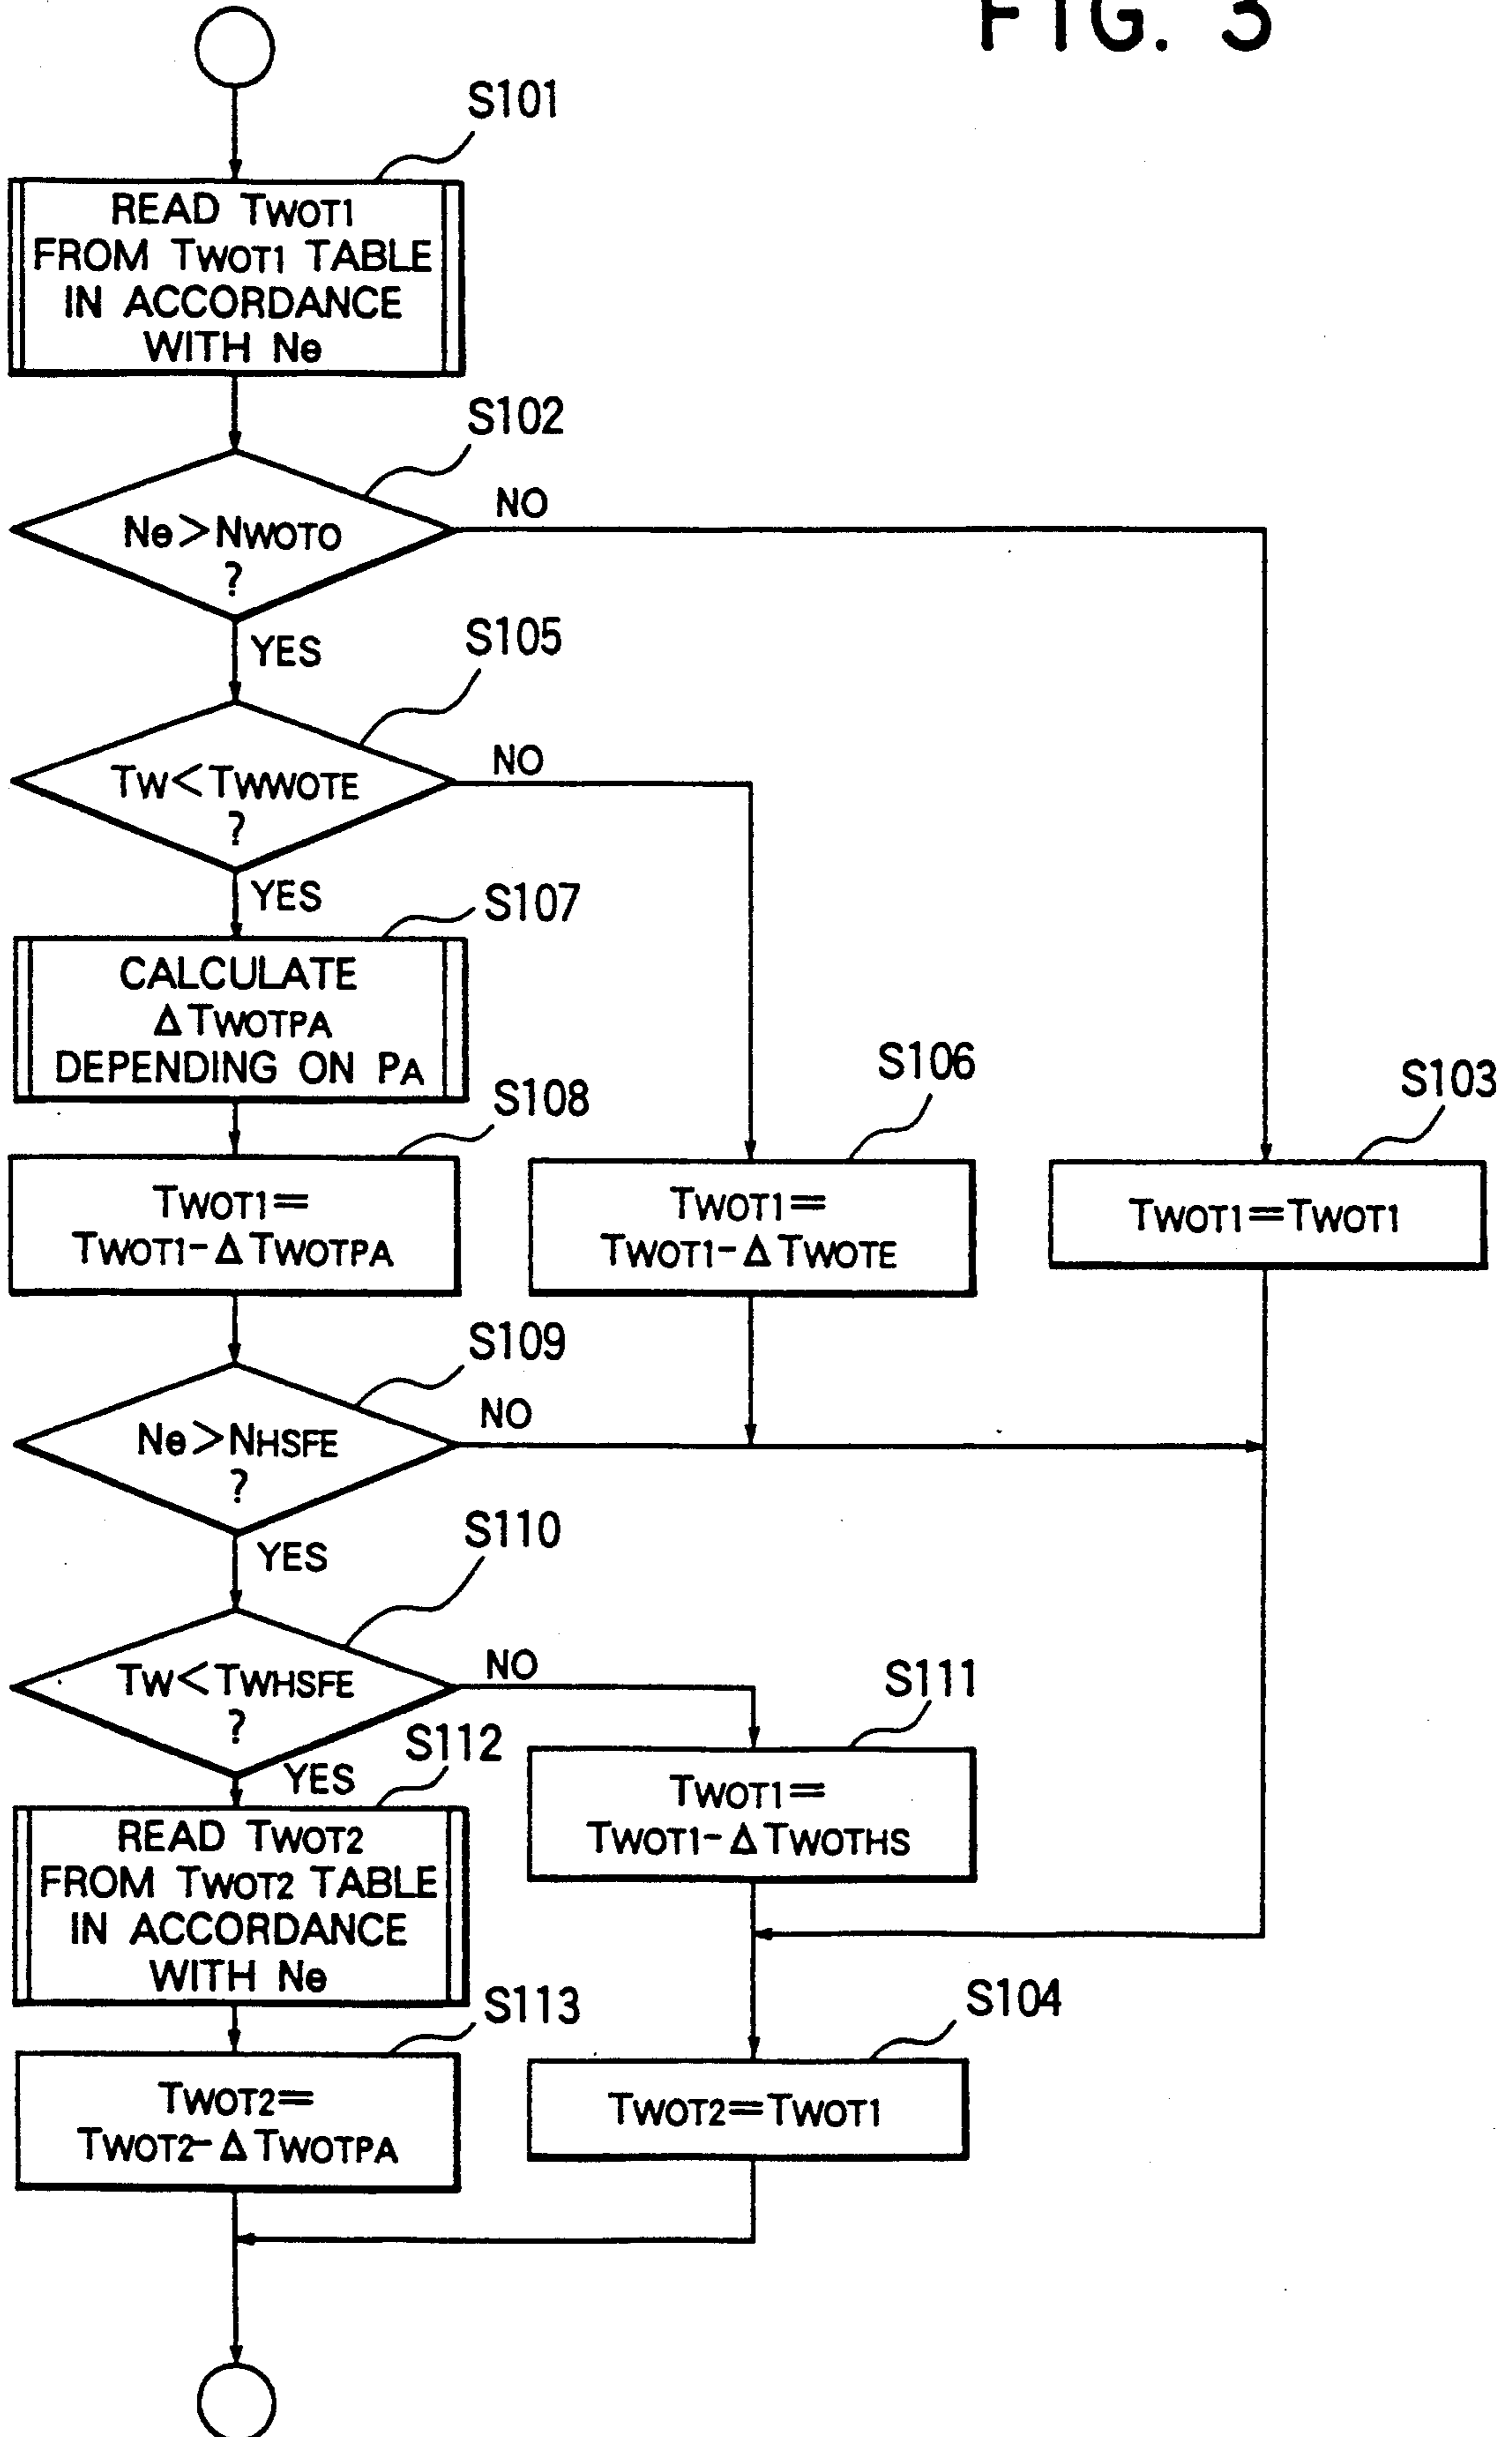 FIG. 3
S101
READ TWOT1
FROM TWOT1 TABLE
IN ACCORDANCE
WITH Ne
S102
Ne>NWOTO
?
NO
YES
S105
TW<TWWOTE
?
NO
YES
S107
CALCULATE
ΔTWOTPA
DEPENDING ON PA
S108
TWOT1=
TWOT1-ΔTWOTPA
S106
TWOT1=
TWOT1-ΔTWOTE
S103
TWOT1=TWOT1
S109
Ne>NHSFE
?
NO
YES
S110
TW<TWHSFE
?
NO
YES
S111
TWOT1=
TWOT1-ΔTWOTHS
S112
READ TWOT2
FROM TWOT2 TABLE
IN ACCORDANCE
WITH Ne
S113
TWOT2=
TWOT2-ΔTWOTPA
S104
TWOT2=TWOT1